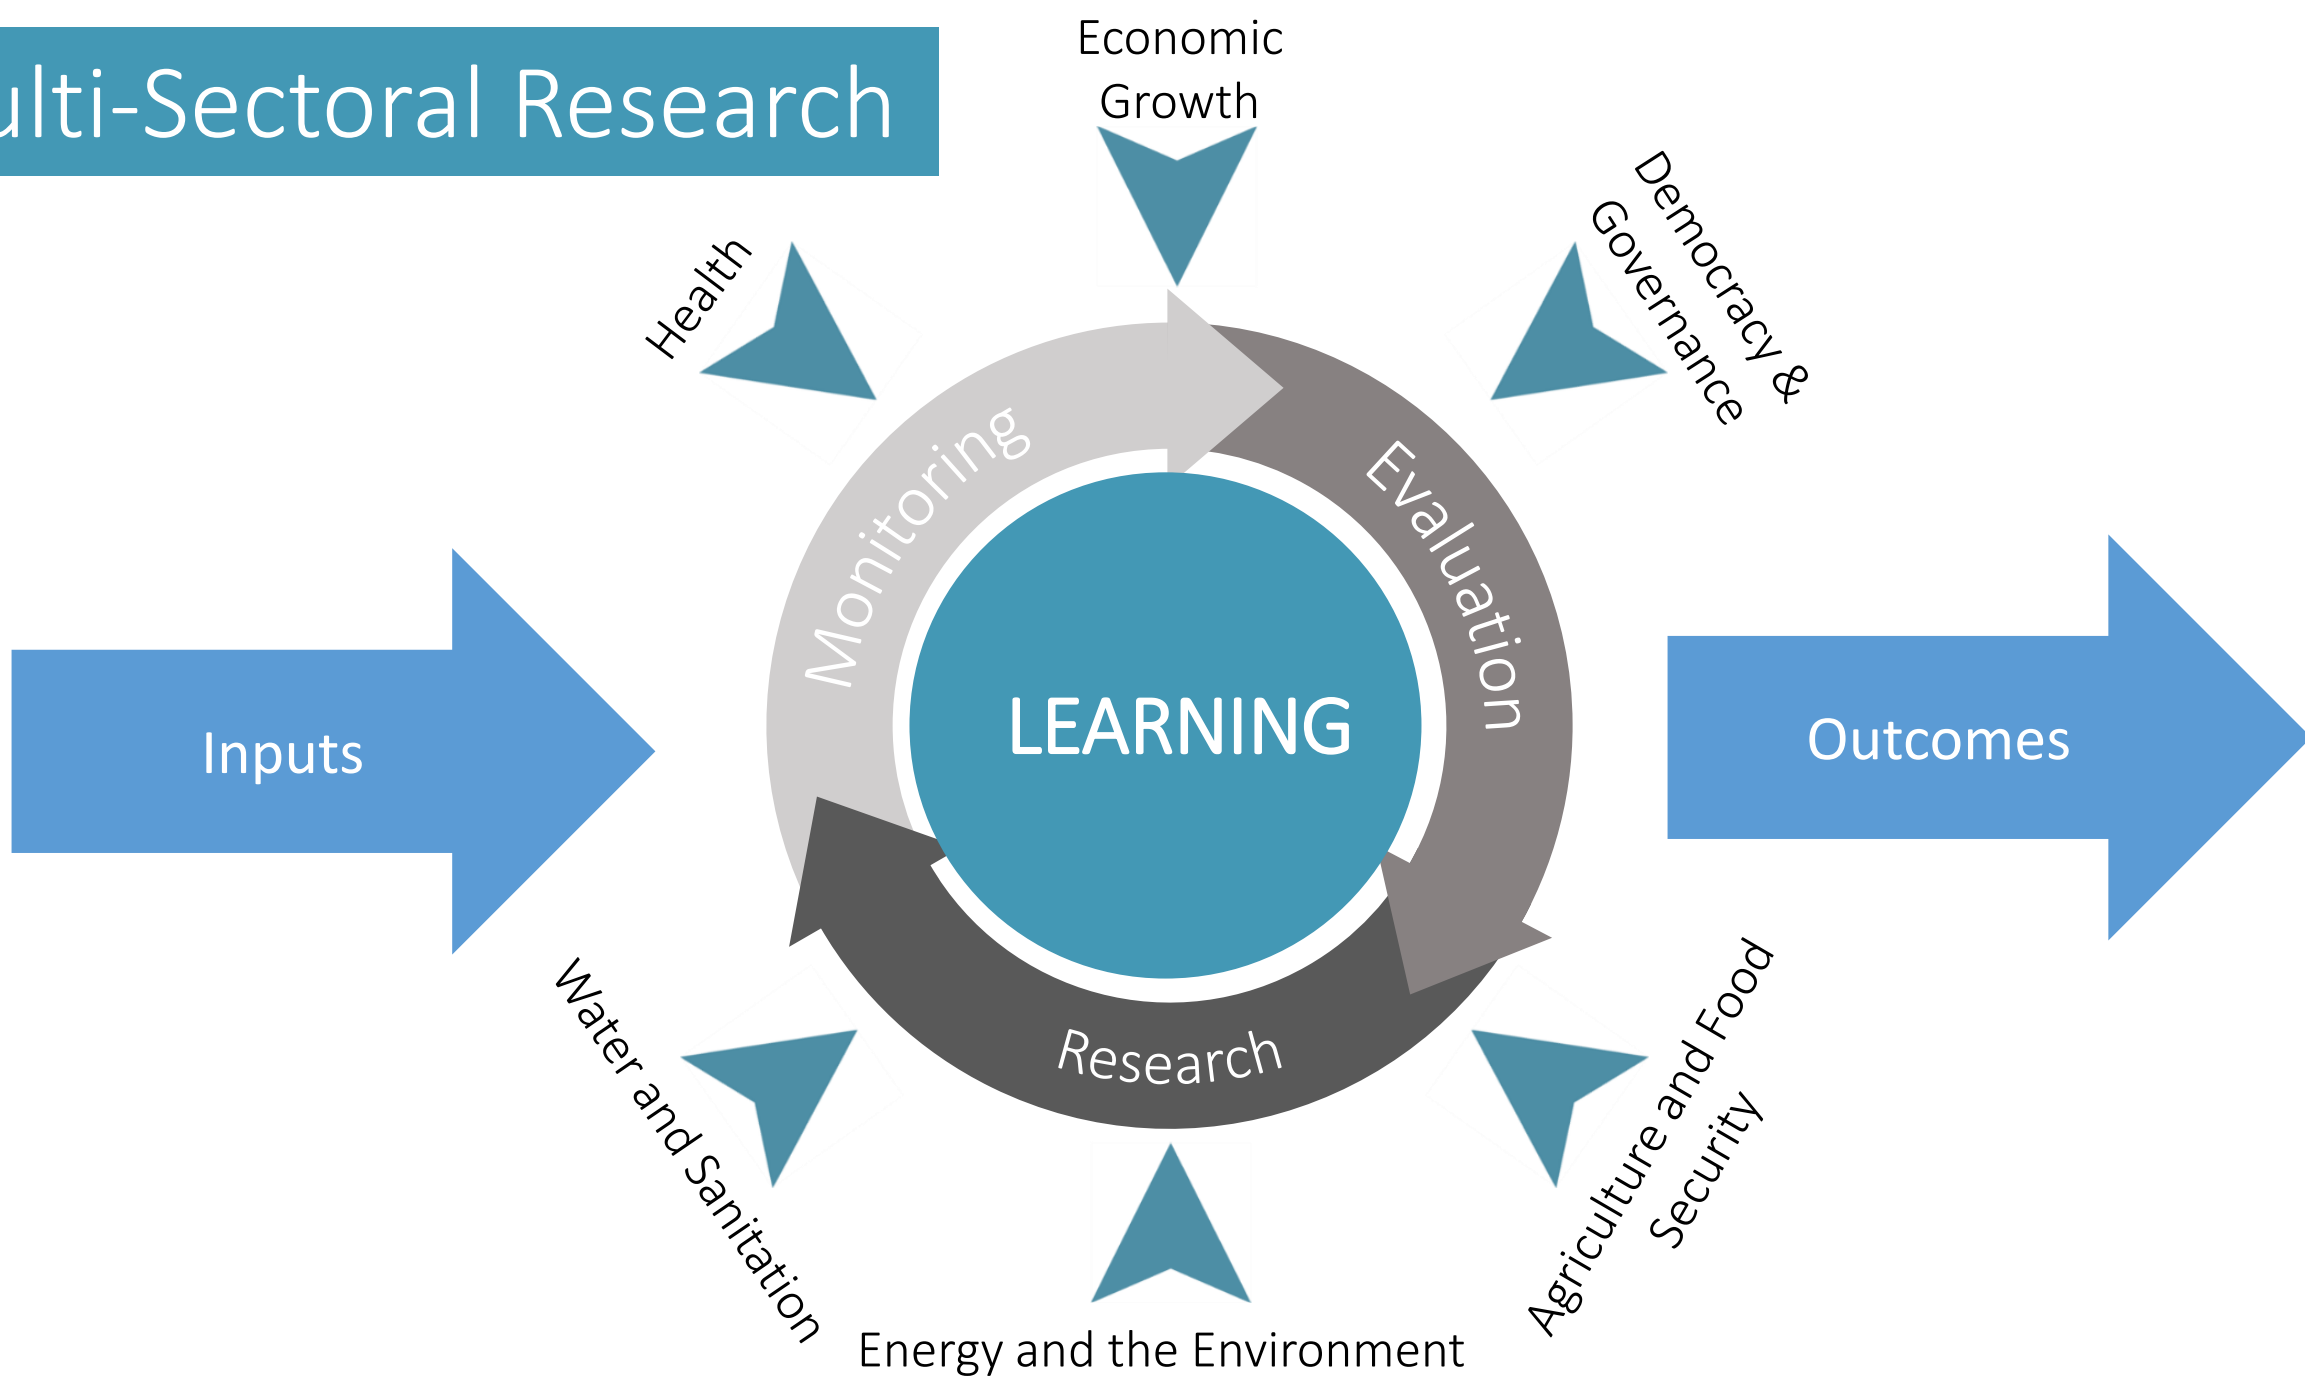 ulti-Sectoral Research
Economic
Growth
Democracy &
Governance
Health
Monitoring
Evaluation
LEARNING
Inputs
Outcomes
Research
Water and Sanitation
Agriculture and Food
Security
Energy and the Environment